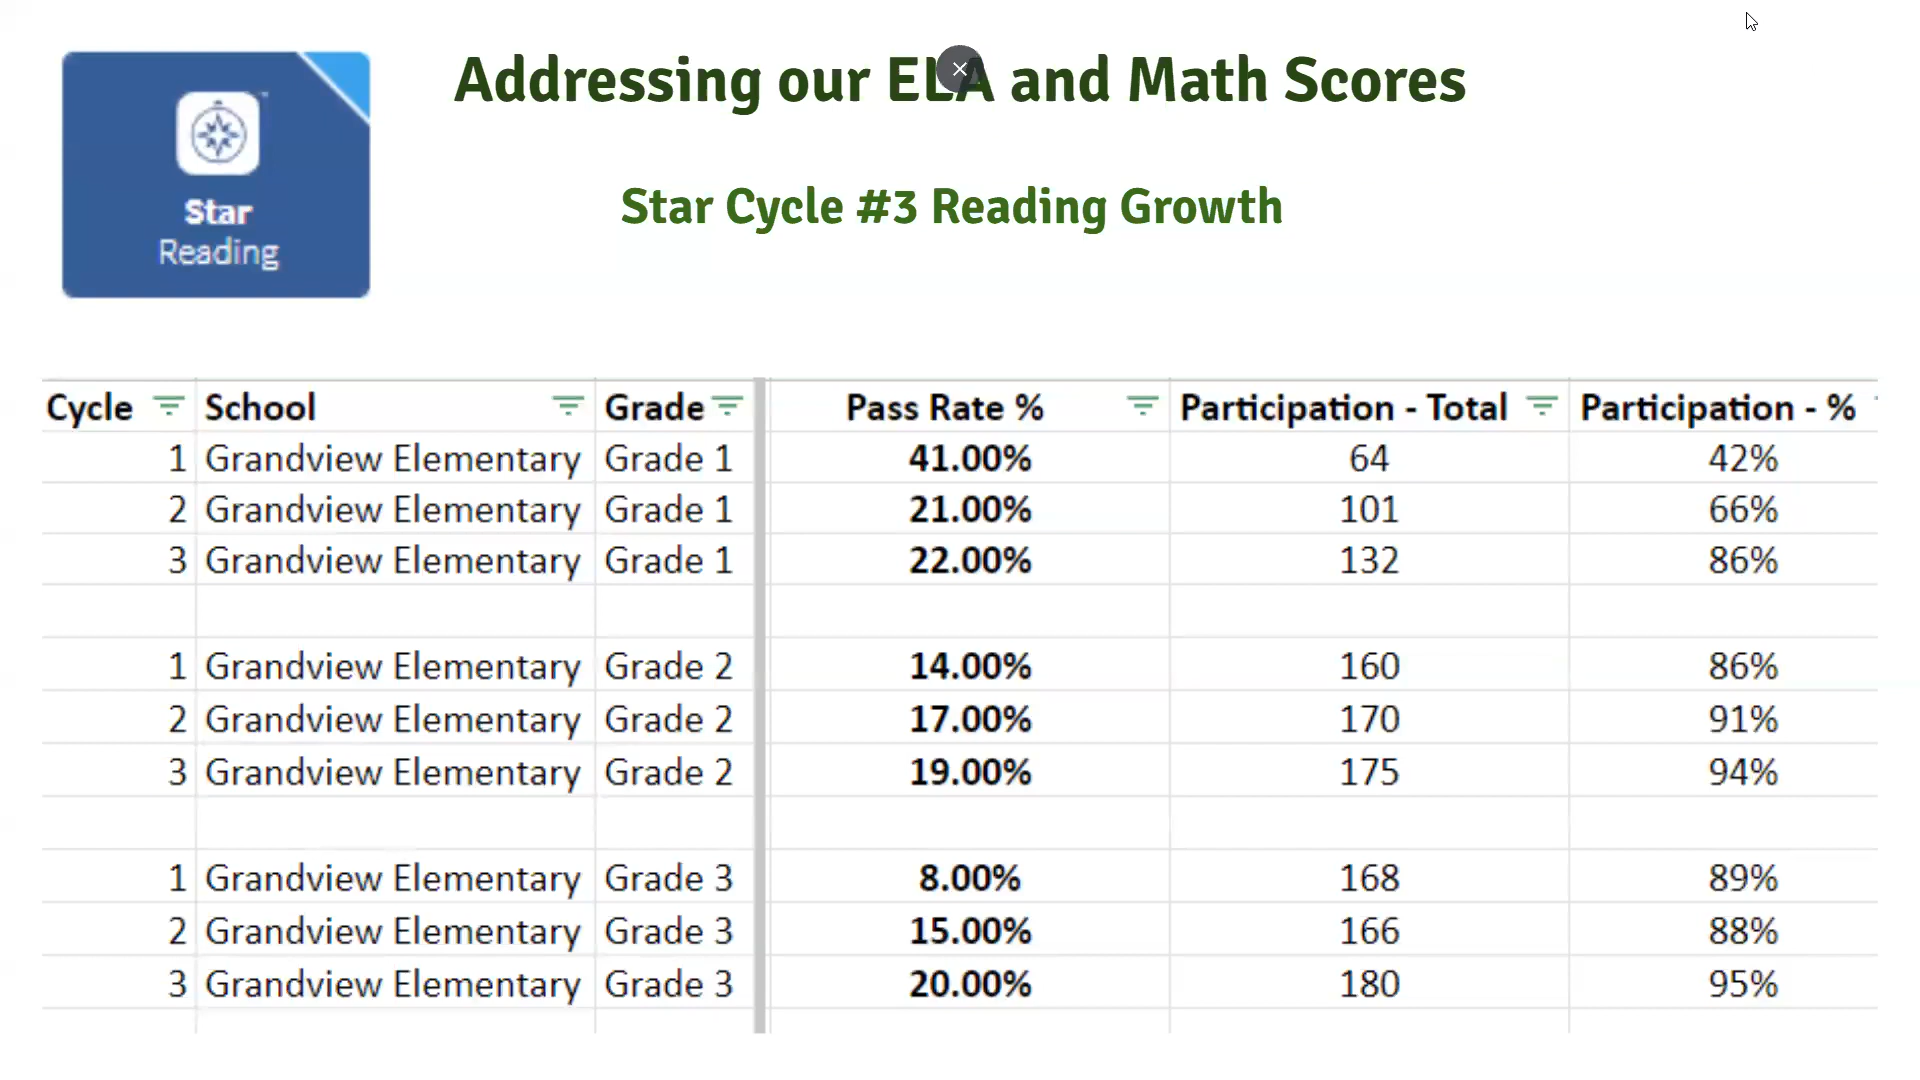 Addressing our ELA and Math Scores
Star
Reading
Star Cycle #3 Reading Growth
Cycle School Grade Pass Rate % Participation - Total Participation - %
1 Grandview Elementary Grade 1 41.00% 64 42%
2 Grandview Elementary Grade 1 21.00% 101 66%
3 Grandview Elementary Grade 1 22.00% 132 86%
1 Grandview Elementary Grade 2 14.00% 160 86%
2 Grandview Elementary Grade 2 17.00% 170 91%
3 Grandview Elementary Grade 2 19.00% 175 94%
1 Grandview Elementary Grade 3 8.00% 168 89%
2 Grandview Elementary Grade 3 15.00% 166 88%
3 Grandview Elementary Grade 3 20.00% 180 95%